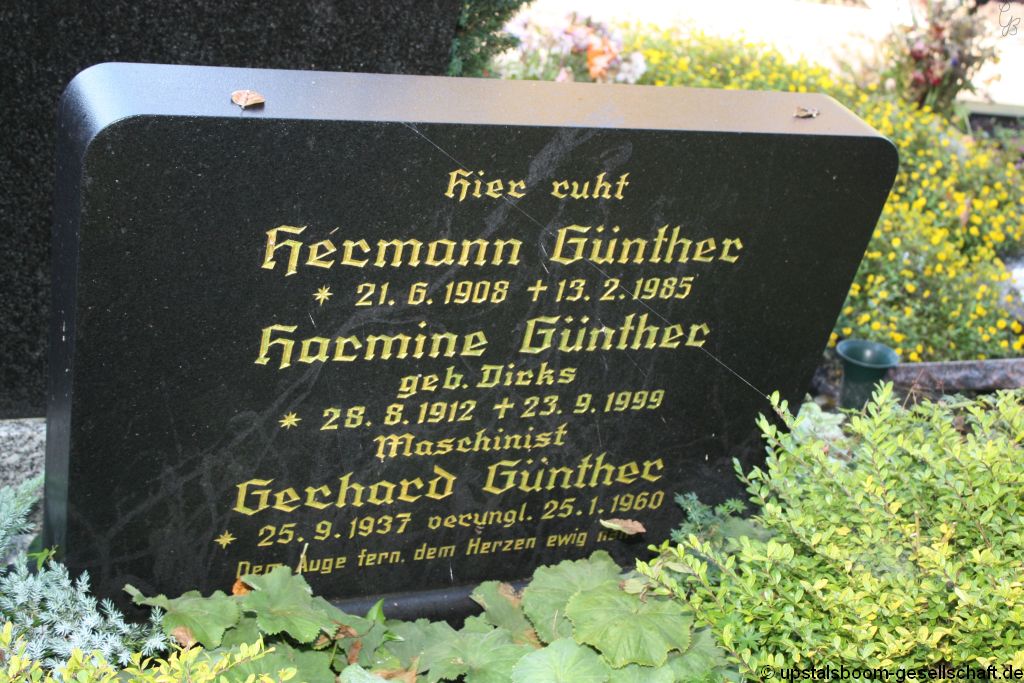 Hier ruht
Hermann Günther
* 21. 6. 1908 † 13. 2. 1985
Harmine Günther
geb. Dirks
* 28. 8. 1912 † 23. 9. 1999
Maschinist
Gerhard Günther
* 25. 9. 1937 verungl. 25. 1. 1960
Dem Auge fern, dem Herzen ewig
© upstalsboom-gesellschaft.de